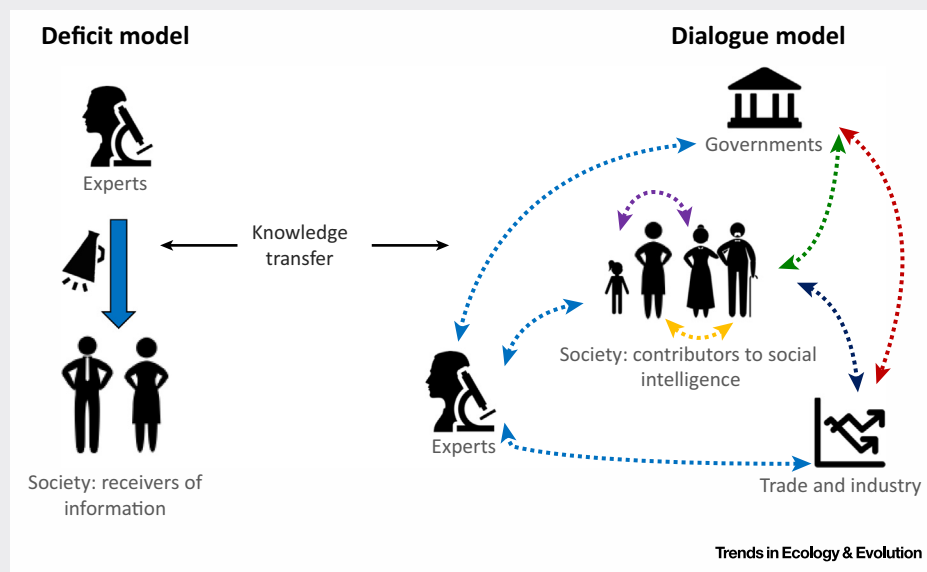 Deficit model
Experts
Society: receivers of
information
Knowledge
transfer
Dialogue model
Governments
Society: contributors to social
intelligence
Experts
Trade and industry
Trends in Ecology & Evolution